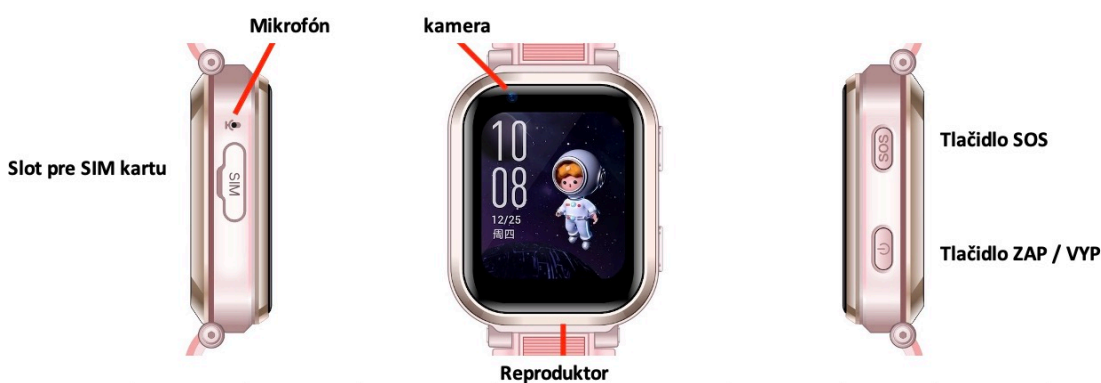 Mikrofón
kamera
Slot pre SIM kartu
SIM
10
08
12/25
周四
SOS
Tlačidlo SOS
Tlačidlo ZAP / VYP
Reproduktor